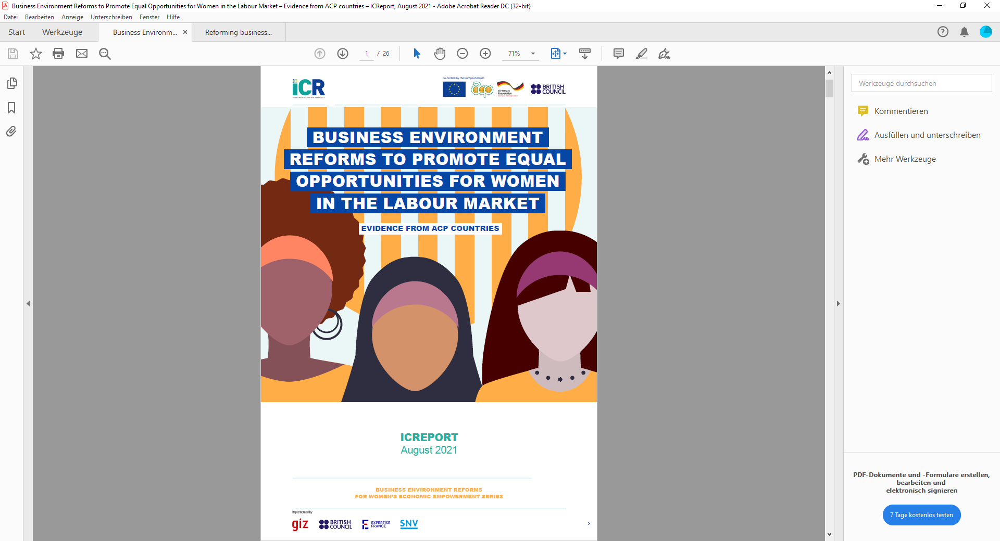 Business Environment Reforms to Promote Equal Opportunities for Women in the Labour Market – Evidence from ACP countries – ICReport, August 2021 - Adobe Acrobat Reader DC (32-bit)
Datei Bearbeiten Anzeige Unterschreiben Fenster Hilfe
Start Werkzeuge Business Environm... Reforming business...
1 / 26 71%
Werkzeuge durchsuchen
Kommentieren
Ausfüllen und unterschreiben
Mehr Werkzeuge
PDF-Dokumente und -Formulare erstellen,
bearbeiten und
elektronisch signieren
7 Tage kostenlos testen
iCR
Co-funded by the European Union
acp
german
cooperation
BRITISH
COUNCIL
BUSINESS ENVIRONMENT
REFORMS TO PROMOTE EQUAL
OPPORTUNITIES FOR WOMEN
IN THE LABOUR MARKET
EVIDENCE FROM ACP COUNTRIES
ICREPORT
August 2021
BUSINESS ENVIRONMENT REFORMS
FOR WOMEN'S ECONOMIC EMPOWERMENT SERIES
Implemented by
giz
BRITISH
COUNCIL
EXPERTISE
FRANCE
SNV